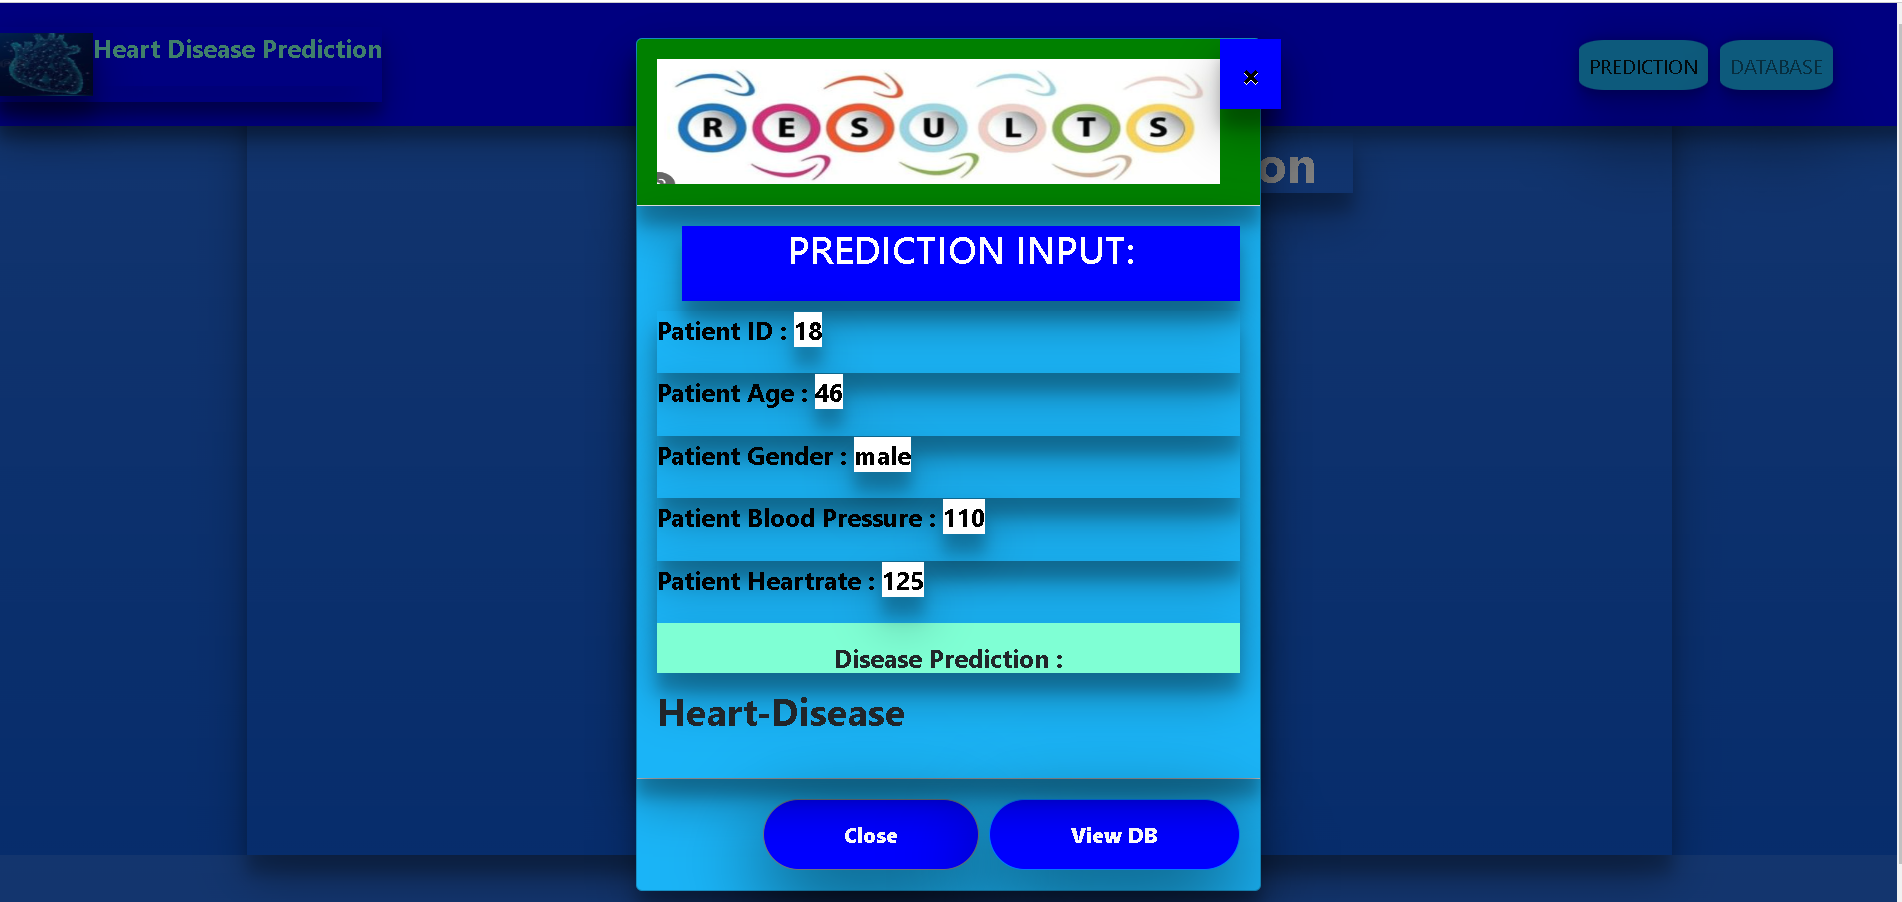 Heart Disease Prediction
PREDICTION
DATABASE
RESULTS
×
on
PREDICTION INPUT:
Patient ID : 18
Patient Age : 46
Patient Gender : male
Patient Blood Pressure : 110
Patient Heartrate : 125
Disease Prediction :
Heart-Disease
Close
View DB